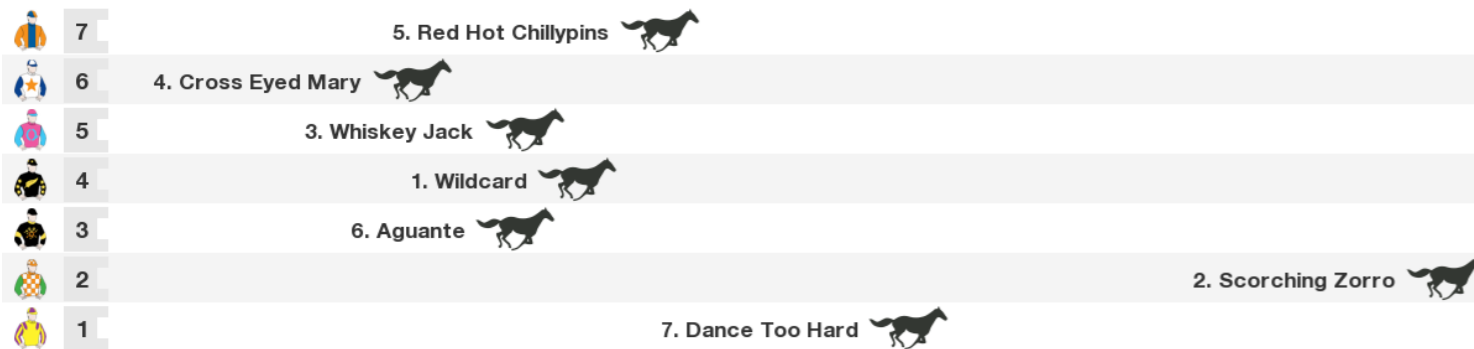 7 5. Red Hot Chillypins
6 4. Cross Eyed Mary
5 3. Whiskey Jack
4 1. Wildcard
3 6. Aguante
2 2. Scorching Zorro
1 7. Dance Too Hard